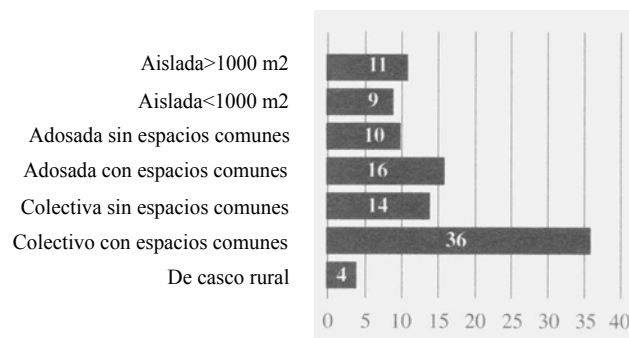 Aislada>1000 m2 11
Aislada<1000 m2 9
Adosada sin espacios comunes 10
Adosada con espacios comunes 16
Colectiva sin espacios comunes 14
Colectivo con espacios comunes 36
De casco rural 4
0 5 10 15 20 25 30 35 40